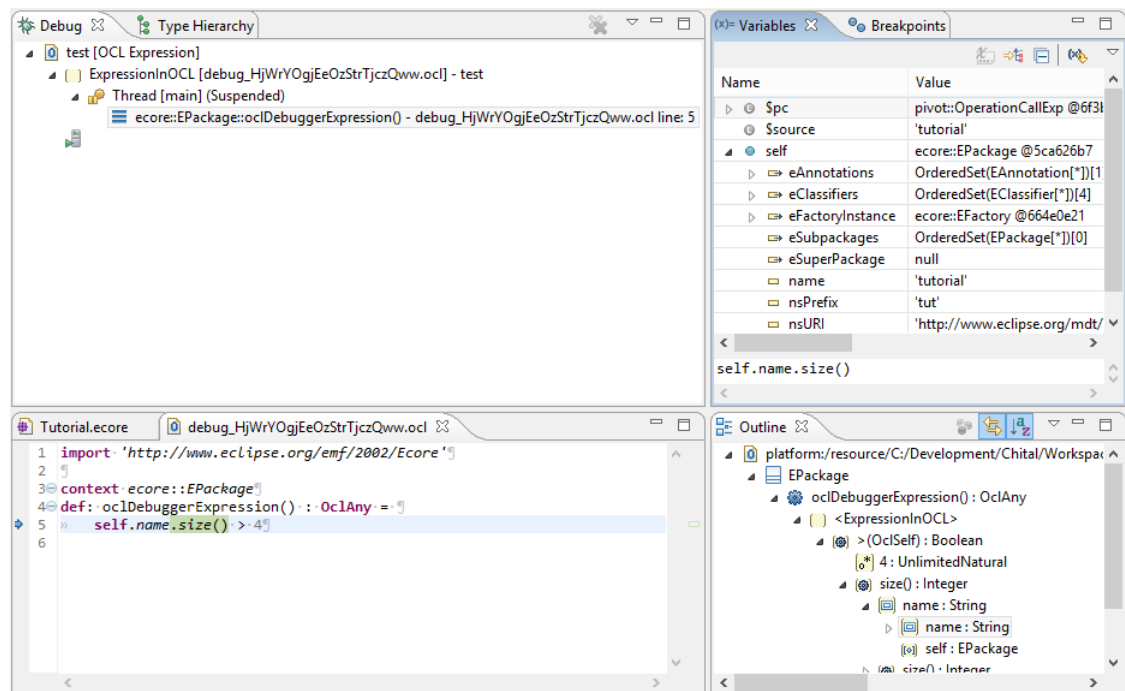 Debug
Type Hierarchy
test [OCL Expression]
ExpressionInOCL [debug_HjWrYOgjEeOzStrTjczQww.ocl] - test
Thread [main] (Suspended)
ecore::EPackage::oclDebuggerExpression() - debug_HjWrYOgjEeOzStrTjczQww.ocl line: 5
(x)= Variables
Breakpoints
Name Value
$pc pivot::OperationCallExp @6f3b
$source 'tutorial'
self ecore::EPackage @5ca626b7
eAnnotations OrderedSet(EAnnotation[*])[1]
eClassifiers OrderedSet(EClassifier[*])[4]
eFactoryInstance ecore::EFactory @664e0e21
eSubpackages OrderedSet(EPackage[*])[0]
eSuperPackage null
name 'tutorial'
nsPrefix 'tut'
nsURI 'http://www.eclipse.org/mdt/
self.name.size()
Tutorial.ecore
debug_HjWrYOgjEeOzStrTjczQww.ocl
1 import·'http://www.eclipse.org/emf/2002/Ecore'¶
2 ¶
3 context·ecore::EPackage¶
4 def:·oclDebuggerExpression()·:·OclAny·=·¶
5 » self.name.size()·>·4¶
6
Outline
platform:/resource/C:/Development/Chital/Workspac
EPackage
oclDebuggerExpression() : OclAny
<ExpressionInOCL>
>(OclSelf) : Boolean
4 : UnlimitedNatural
size() : Integer
name : String
name : String
self : EPackage
size() : Integer